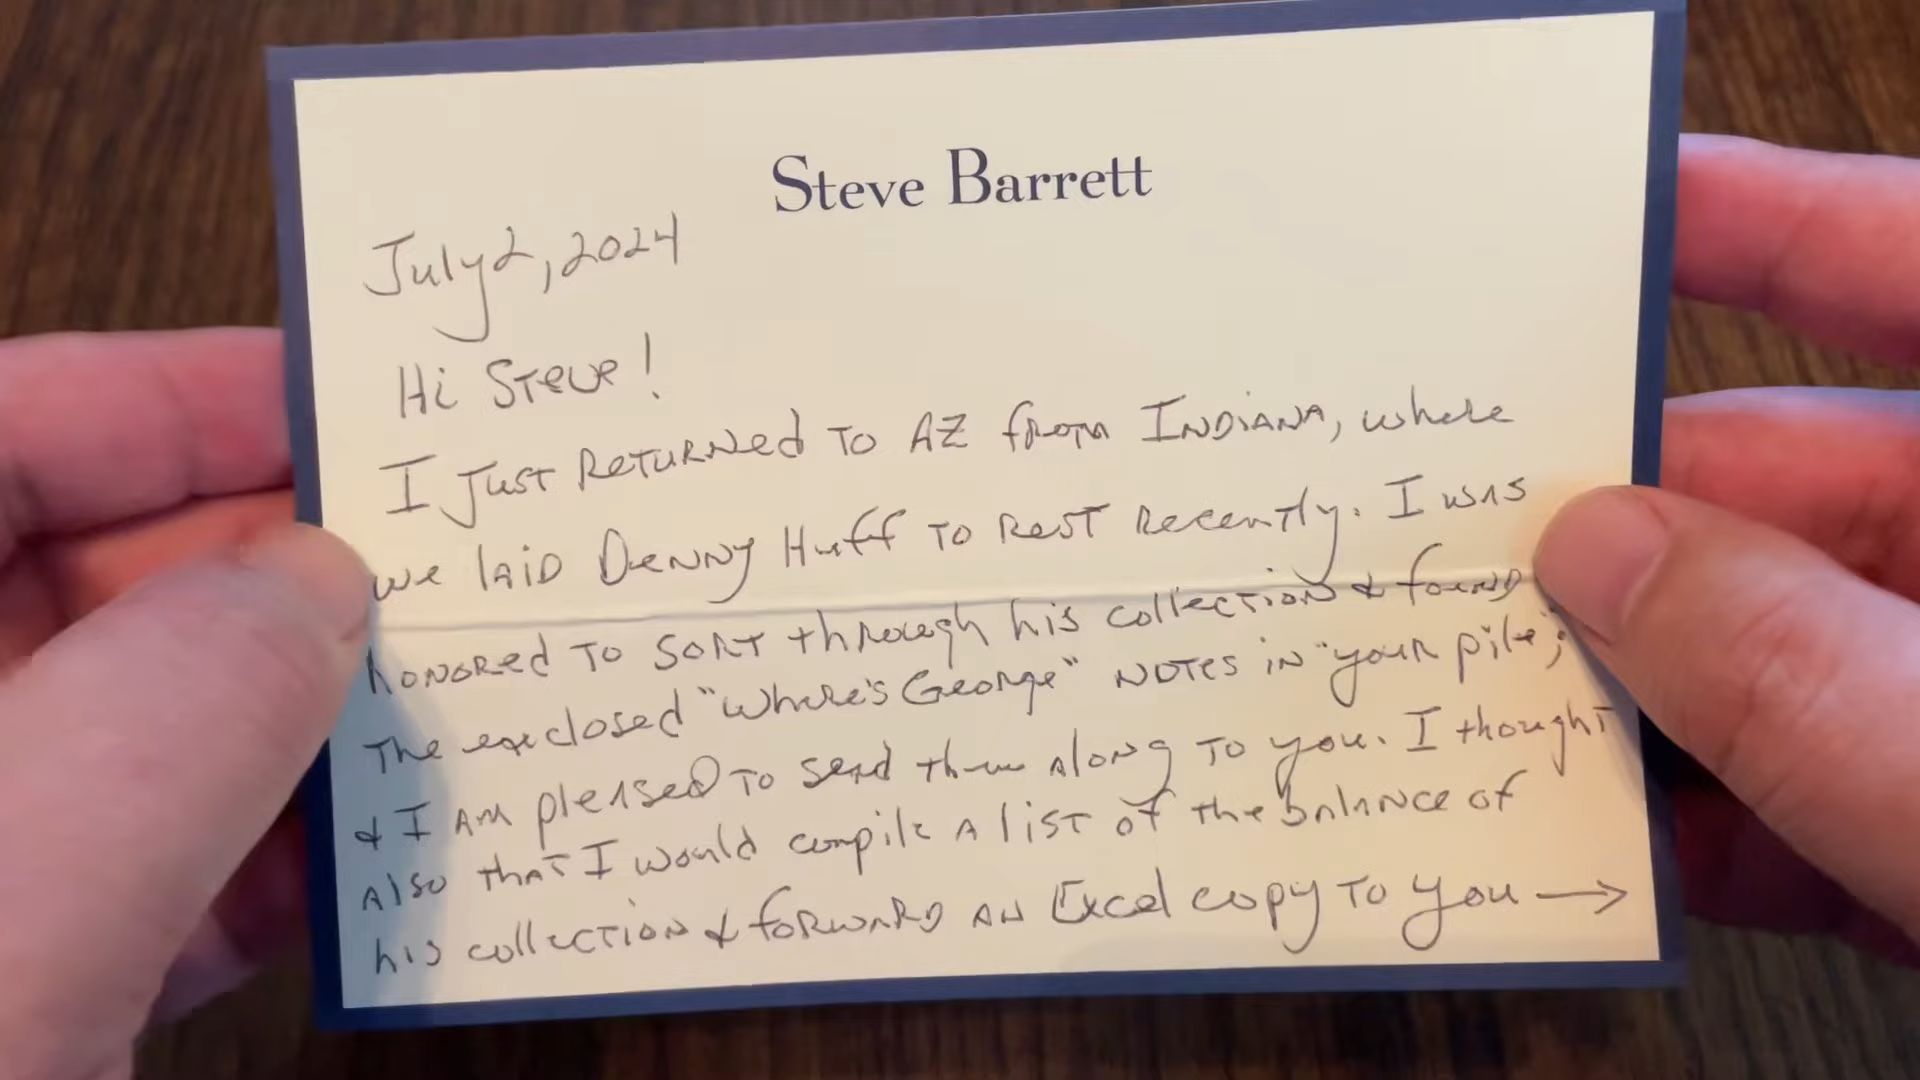 Steve Barrett
July 2, 2024
Hi Steve!
I just returned to AZ from Indiana, where
we laid Denny Huff to rest recently. I was
honored to sort through his collection & found
the enclosed "Where's George" notes in "your pile";
& I am pleased to send them along to you. I thought
also that I would compile a list of the balance of
his collection & forward an Excel copy to you →